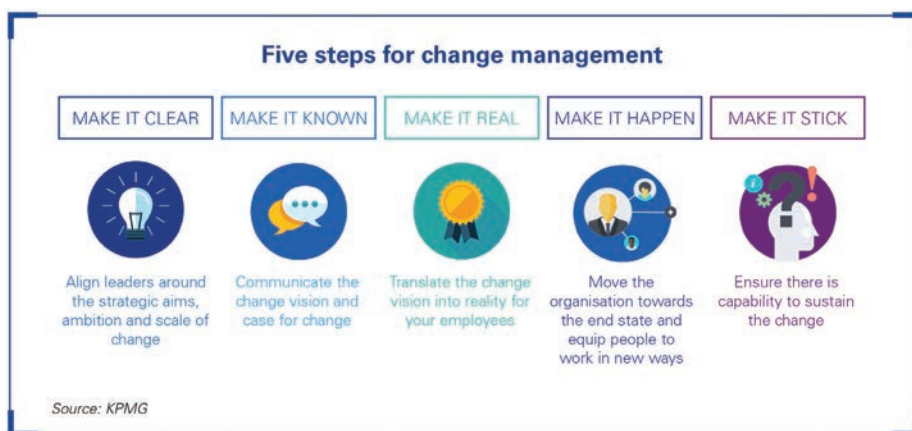 Five steps for change management
MAKE IT CLEAR
MAKE IT KNOWN
MAKE IT REAL
MAKE IT HAPPEN
MAKE IT STICK
Align leaders around
the strategic aims,
ambition and scale of
change
Communicate the
change vision and
case for change
Translate the change
vision into reality for
your employees
Move the
organisation towards
the end state and
equip people to
work in new ways
Ensure there is
capability to sustain
the change
Source: KPMG